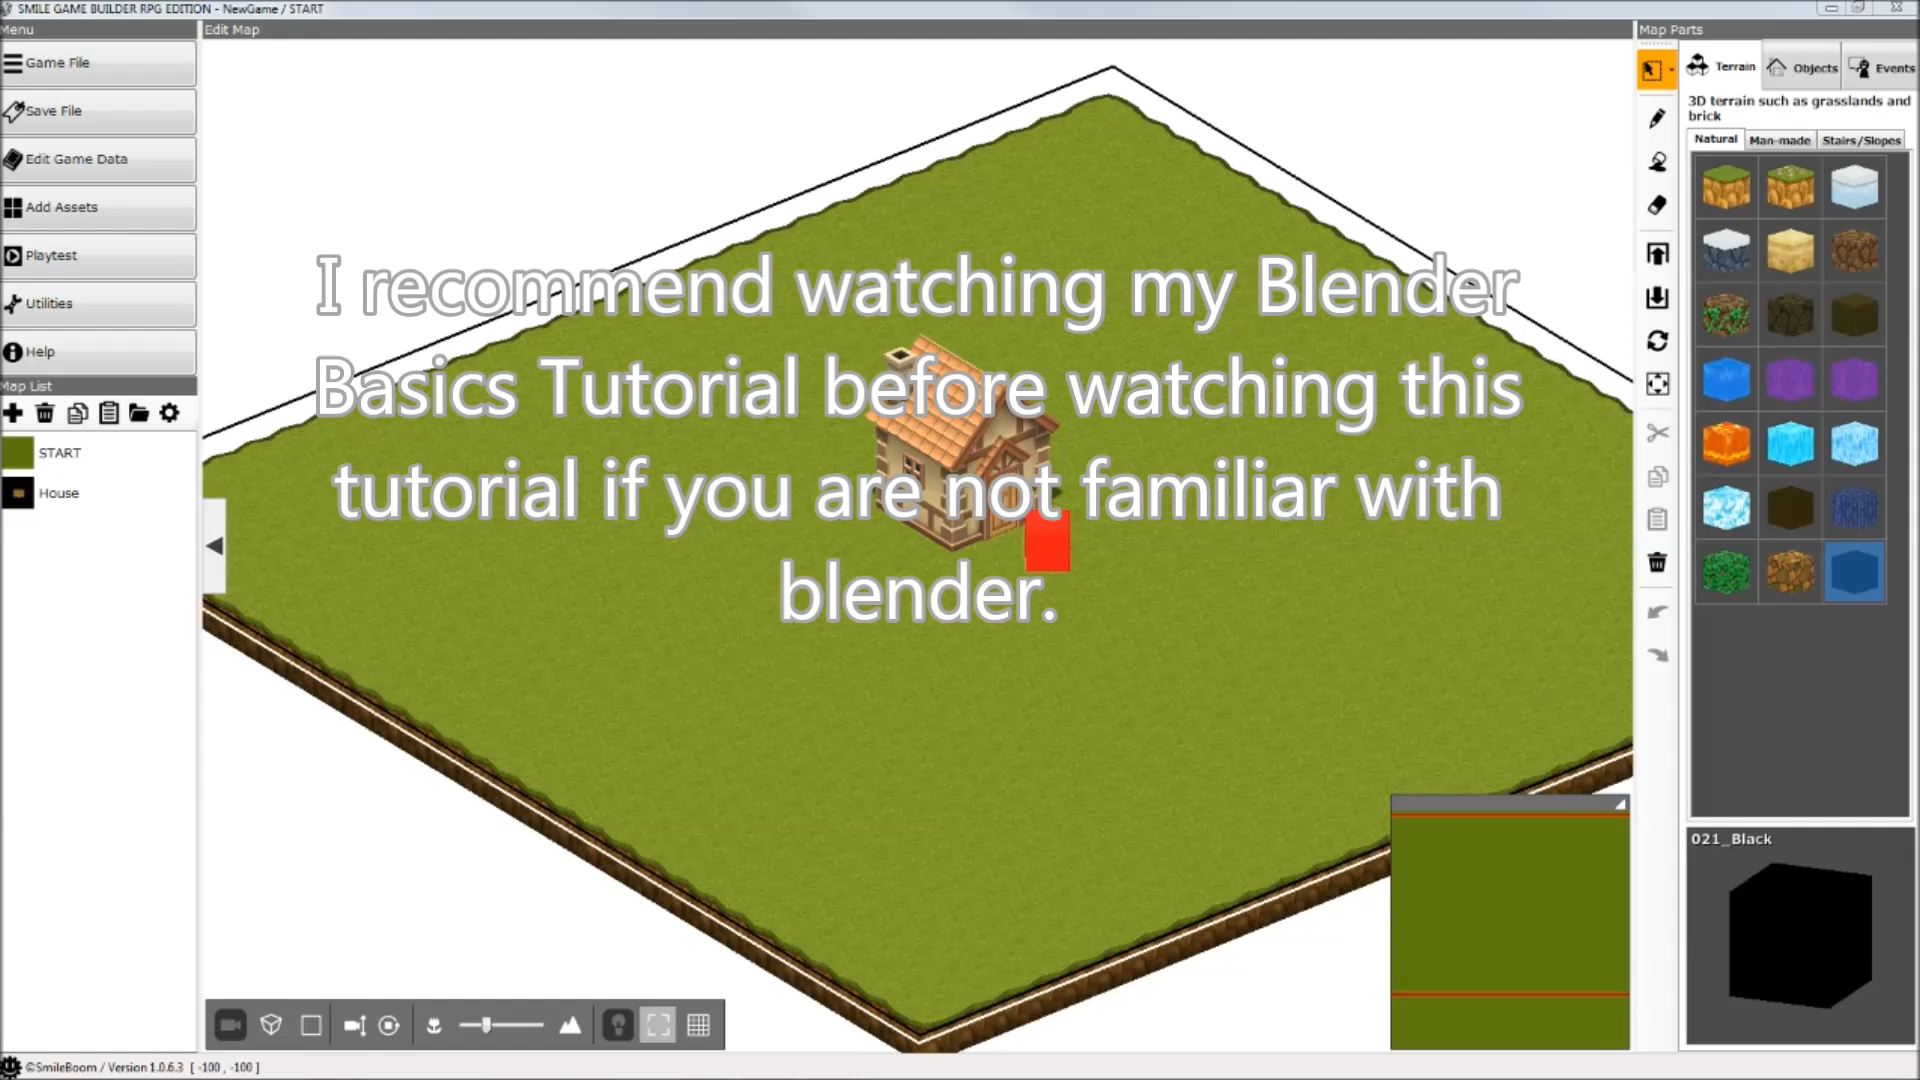 SMILE GAME BUILDER RPG EDITION - NewGame / START
Menu
Edit Map
Map Parts
Game File
Save File
Edit Game Data
Add Assets
Playtest
Utilities
Help
Map List
START
House
I recommend watching my Blender
Basics Tutorial before watching this
tutorial if you are not familiar with
blender.
Terrain
Objects
Events
3D terrain such as grasslands and
brick
Natural
Man-made
Stairs/Slopes
021_Black
©SmileBoom / Version 1.0.6.3 [ -100 , -100 ]